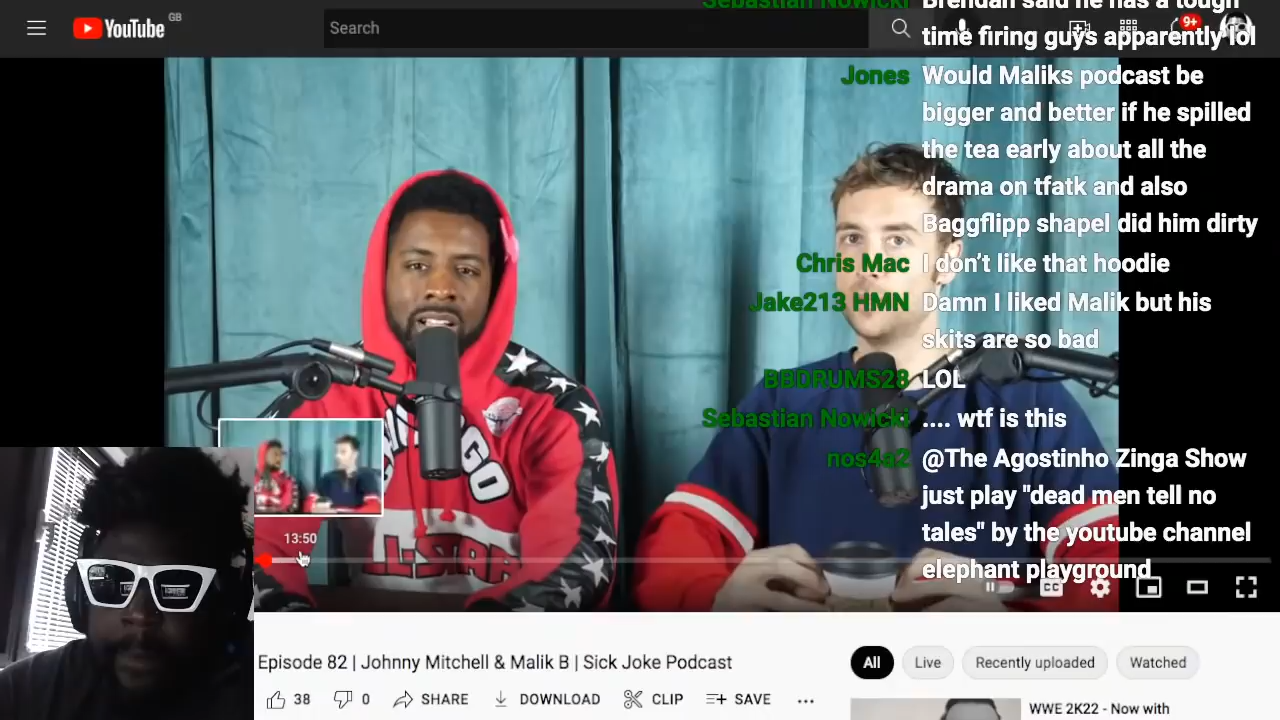 YouTube GB
Search
9+
Sebastian Nowicki Brendan said he has a tough
time firing guys apparently lol
Jones Would Maliks podcast be
bigger and better if he spilled
the tea early about all the
drama on tfatk and also
Baggflipp shapel did him dirty
Chris Mac I don’t like that hoodie
Jake213 HMN Damn I liked Malik but his
skits are so bad
BBDRUMS28 LOL
Sebastian Nowicki .... wtf is this
nos4a2 @The Agostinho Zinga Show
just play "dead men tell no
tales" by the youtube channel
elephant playground
13:50
CC
Episode 82 | Johnny Mitchell & Malik B | Sick Joke Podcast
38 0 SHARE DOWNLOAD CLIP SAVE ...
All Live Recently uploaded Watched
WWE 2K22 - Now with